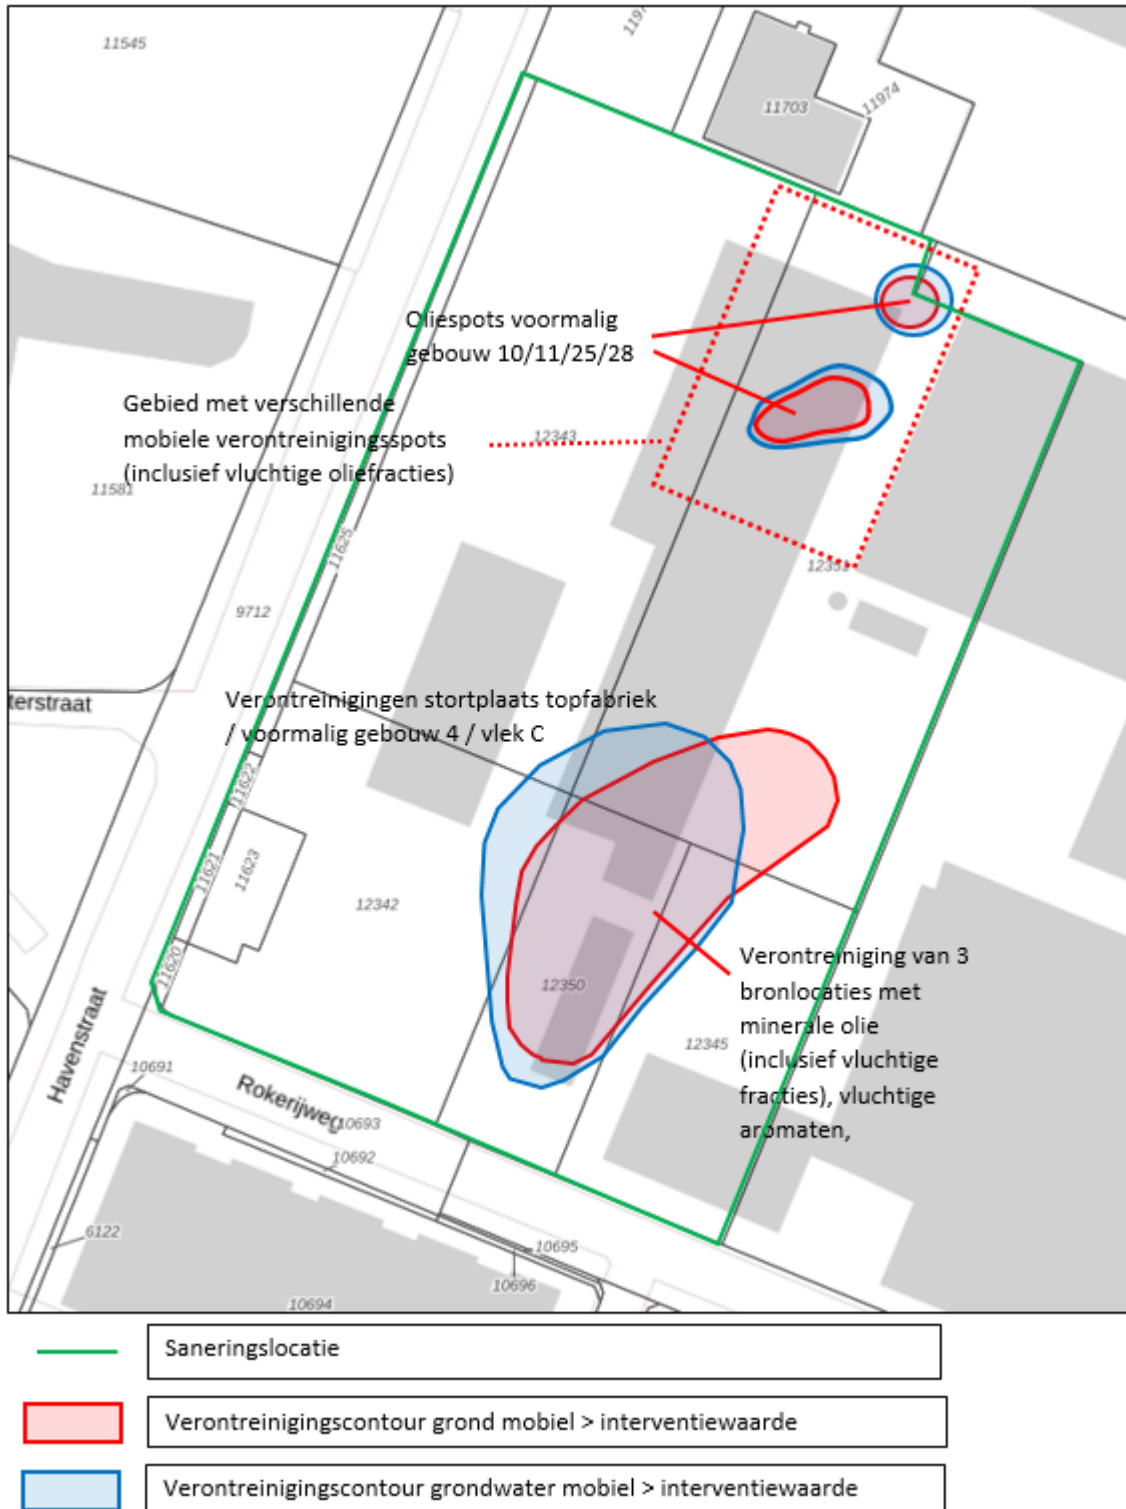 11545
11703
11974
Oliespots voormalig
gebouw 10/11/25/28
Gebied met verschillende
mobiele verontreinigingsspots
(inclusief vluchtige oliefracties)
12343
11581
11625
12351
9712
terstraat
Verontreinigingen stortplaats topfabriek
/ voormalig gebouw 4 / vlek C
11622
11621
11623
11620
12342
12350
12345
Verontreiniging van 3
bronlocaties met
minerale olie
(inclusief vluchtige
fracties), vluchtige
aromaten,
Havenstraat
Rokerijweg
10691
10693
10692
6122
10695
10696
10694
Saneringslocatie
Verontreinigingscontour grond mobiel > interventiewaarde
Verontreinigingscontour grondwater mobiel > interventiewaarde